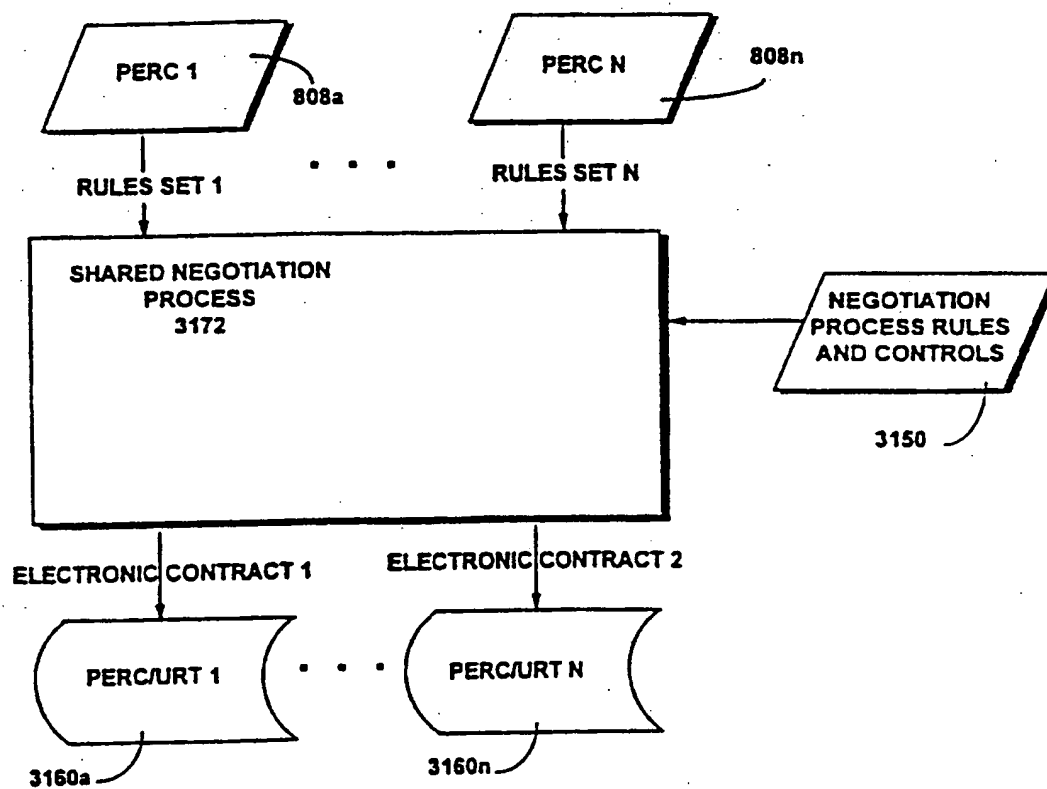 PERC 1
808a
PERC N
808n
RULES SET 1
RULES SET N
SHARED NEGOTIATION
PROCESS
3172
NEGOTIATION
PROCESS RULES
AND CONTROLS
3150
ELECTRONIC CONTRACT 1
ELECTRONIC CONTRACT 2
PERC/URT 1
PERC/URT N
3160a
3160n